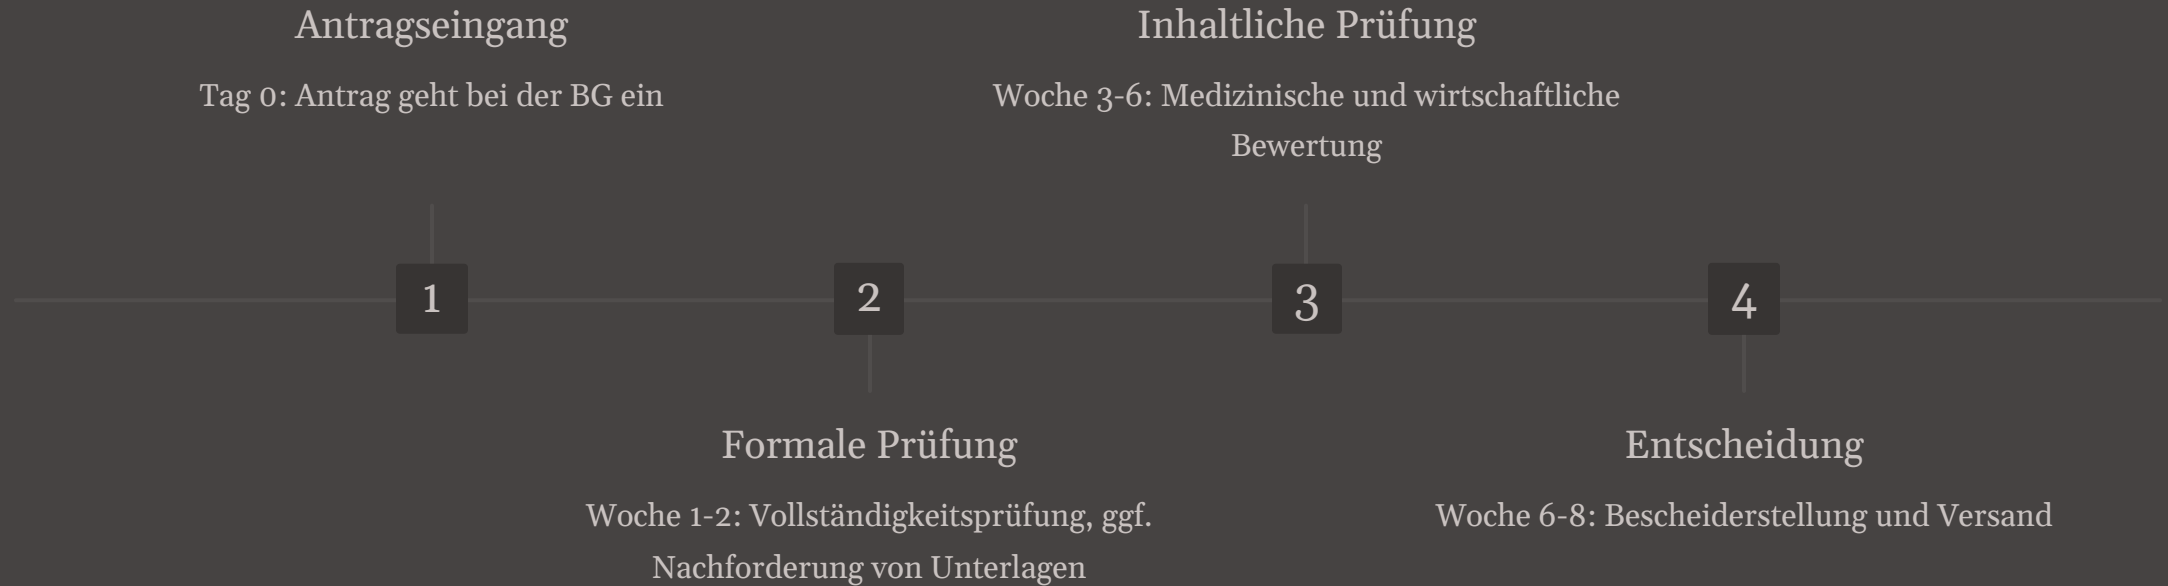 Antragseingang
Tag 0: Antrag geht bei der BG ein
Inhaltliche Prüfung
Woche 3-6: Medizinische und wirtschaftliche
Bewertung
1
2
3
4
Formale Prüfung
Woche 1-2: Vollständigkeitsprüfung, ggf.
Nachforderung von Unterlagen
Entscheidung
Woche 6-8: Bescheiderstellung und Versand